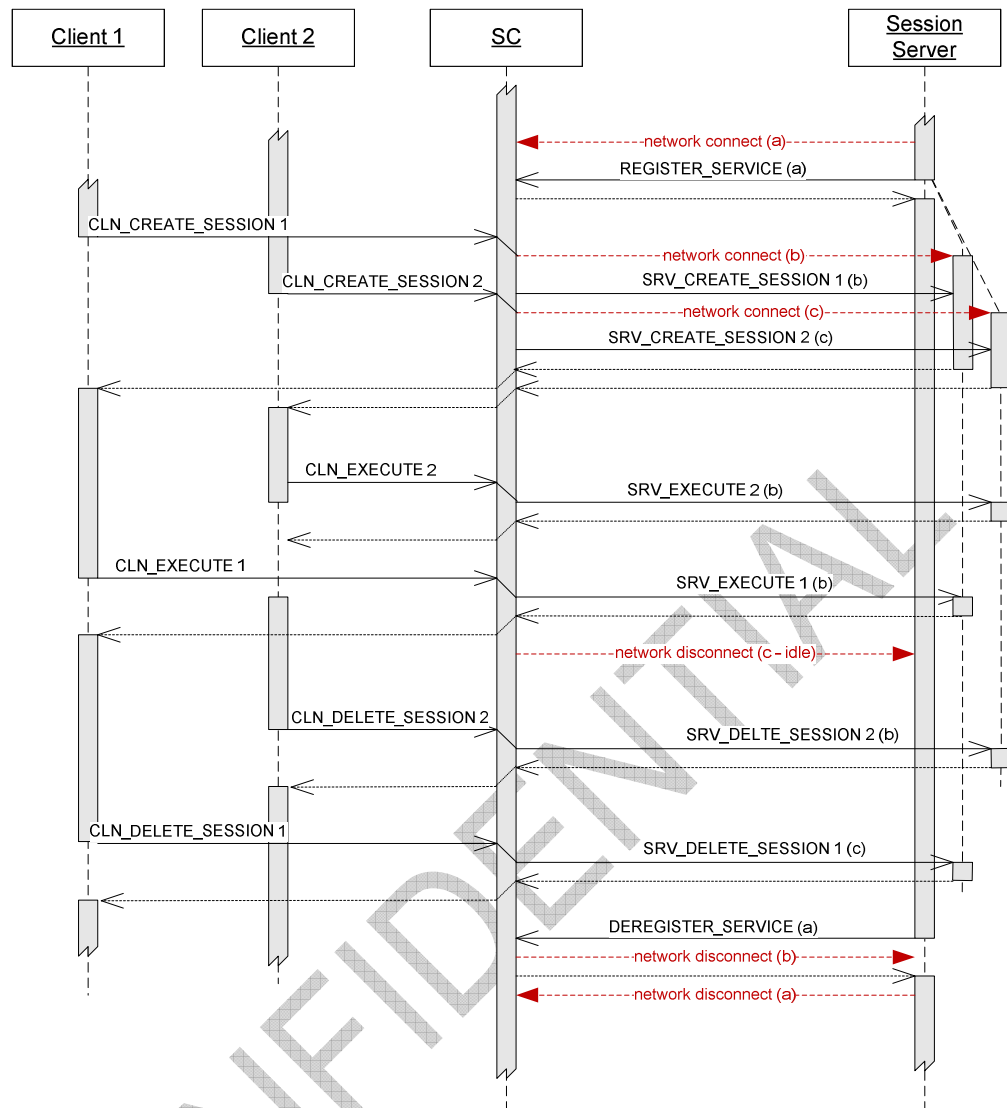 Client 1
Client 2
SC
Session
Server
network connect (a)
REGISTER_SERVICE (a)
CLN_CREATE_SESSION 1
network connect (b)
CLN_CREATE_SESSION 2
SRV_CREATE_SESSION 1 (b)
network connect (c)
SRV_CREATE_SESSION 2 (c)
CLN_EXECUTE 2
SRV_EXECUTE 2 (b)
CLN_EXECUTE 1
SRV_EXECUTE 1 (b)
network disconnect (c - idle)
CLN_DELETE_SESSION 2
SRV_DELTE_SESSION 2 (b)
CLN_DELETE_SESSION 1
SRV_DELETE_SESSION 1 (c)
DEREGISTER_SERVICE (a)
network disconnect (b)
network disconnect (a)
NFIDENTIAL